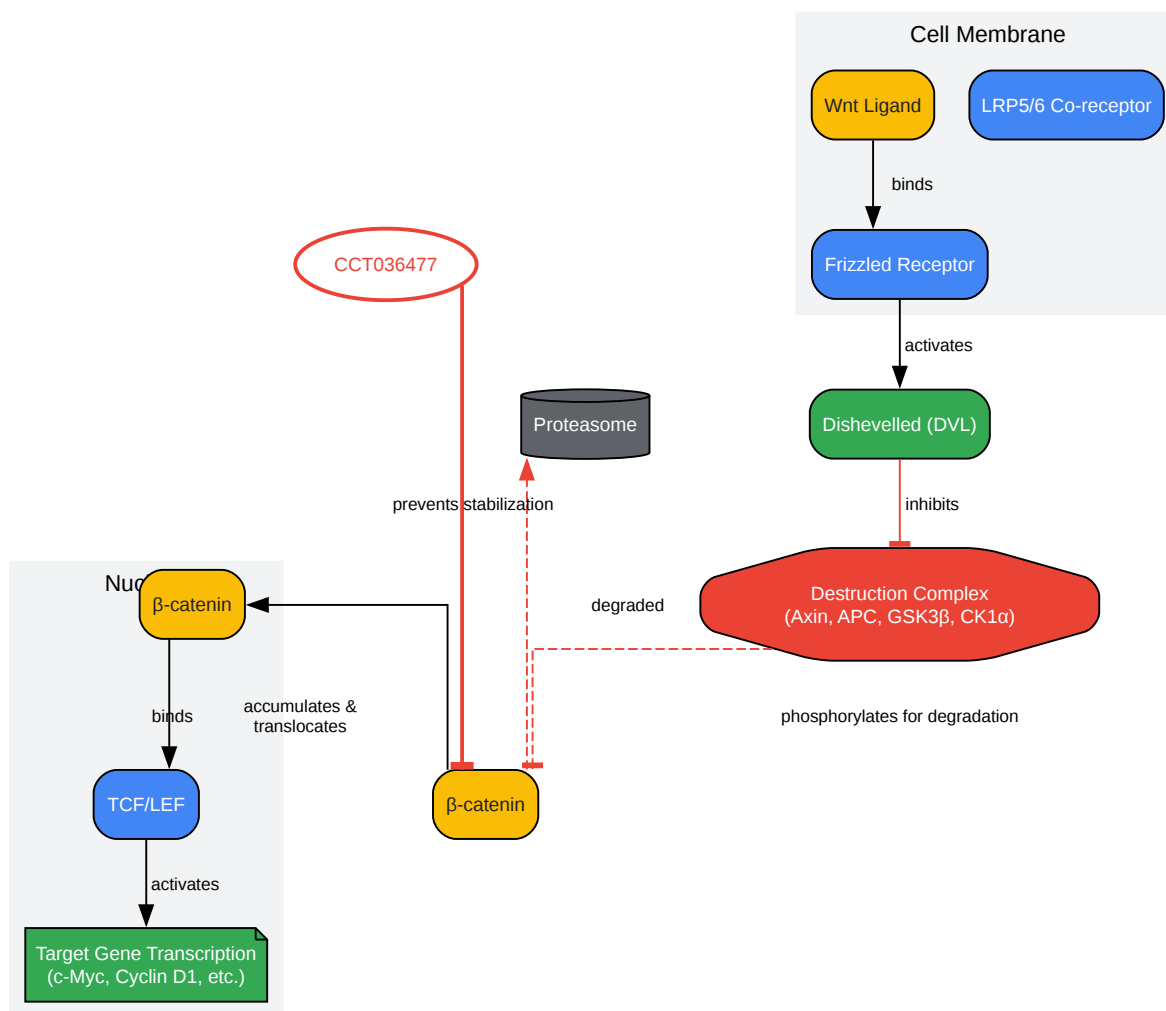 Cell Membrane
Wnt Ligand
LRP5/6 Co-receptor
binds
CCT036477
Frizzled Receptor
activates
Proteasome
Dishevelled (DVL)
prevents stabilization
inhibits
Nuc
β-catenin
degraded
Destruction Complex
(Axin, APC, GSK3β, CK1α)
binds
accumulates &
translocates
phosphorylates for degradation
TCF/LEF
β-catenin
activates
Target Gene Transcription
(c-Myc, Cyclin D1, etc.)